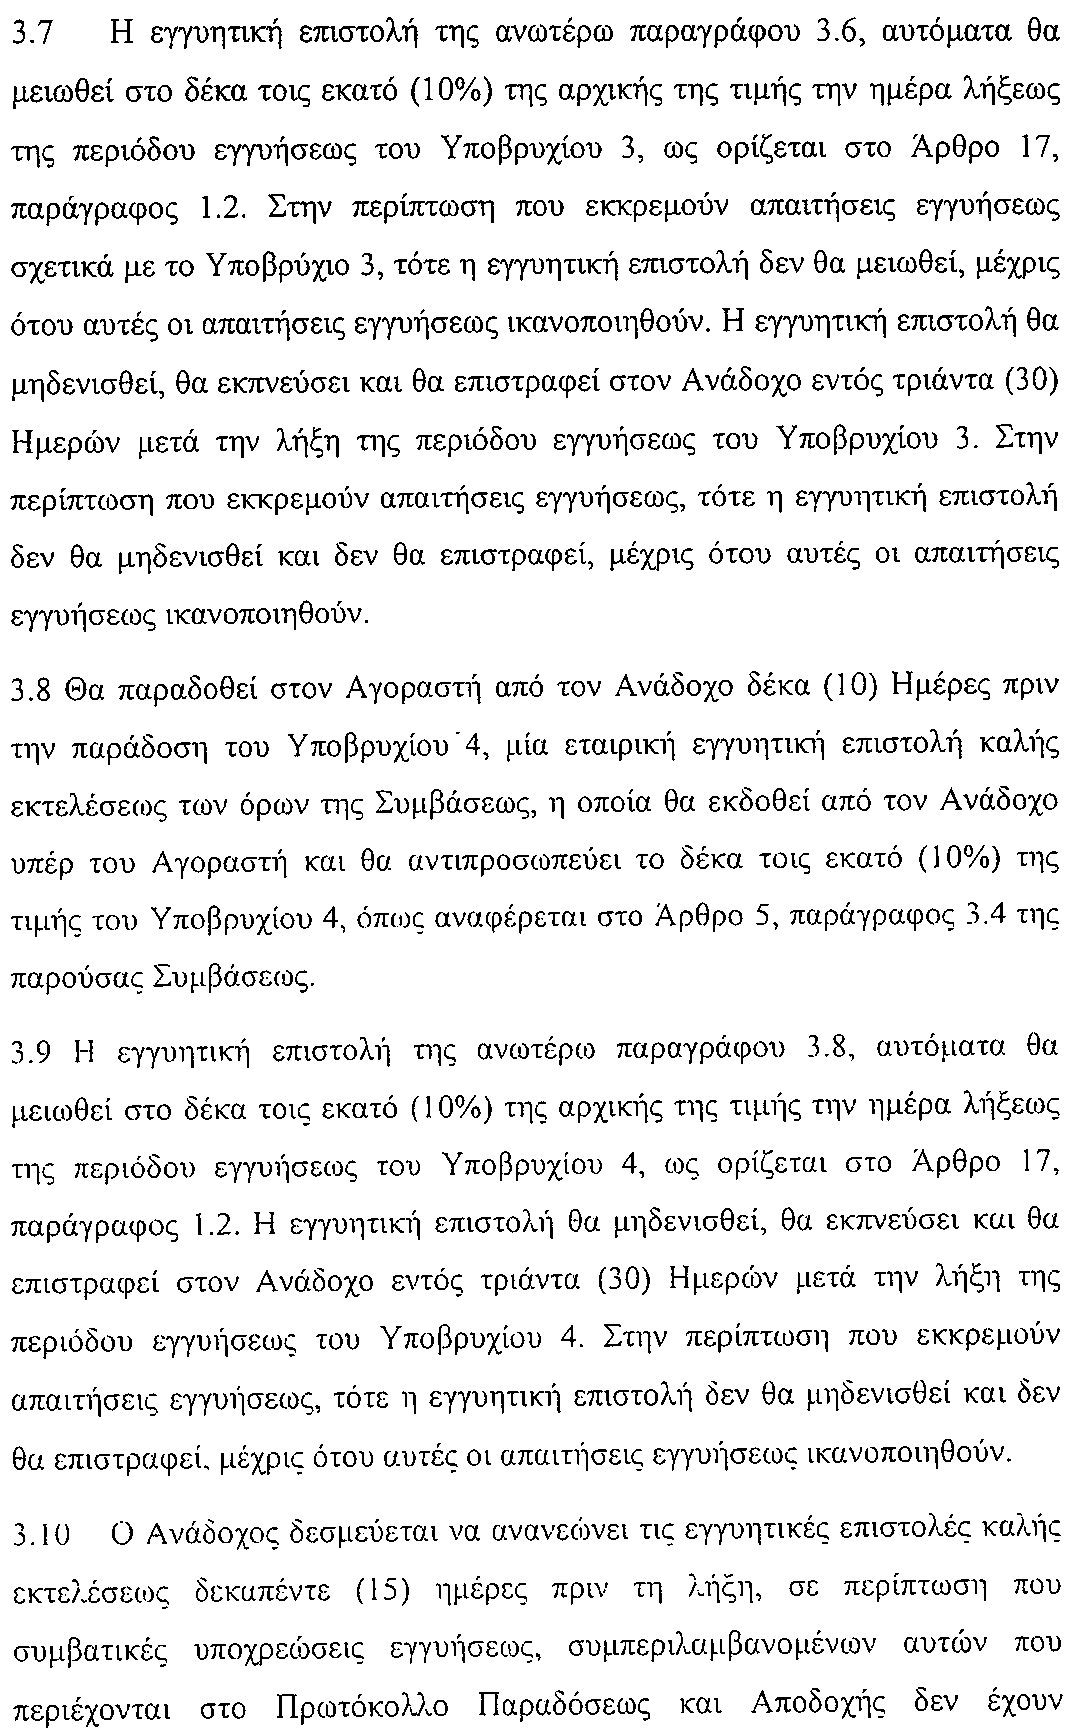 3.7 Η εγγυητική επιστολή της ανωτέρω παραγράφου 3.6, αυτόματα θα
μειωθεί στο δέκα τοις εκατό (10%) της αρχικής της τιμής την ημέρα λήξεως
της περιόδου εγγυήσεως του Υποβρυχίου 3, ως ορίζεται στο Άρθρο 17,
παράγραφος 1.2. Στην περίπτωση που εκκρεμούν απαιτήσεις εγγυήσεως
σχετικά με το Υποβρύχιο 3, τότε η εγγυητική επιστολή δεν θα μειωθεί, μέχρις
ότου αυτές οι απαιτήσεις εγγυήσεως ικανοποιηθούν. Η εγγυητική επιστολή θα
μηδενισθεί, θα εκπνεύσει και θα επιστραφεί στον Ανάδοχο εντός τριάντα (30)
Ημερών μετά την λήξη της περιόδου εγγυήσεως του Υποβρυχίου 3. Στην
περίπτωση που εκκρεμούν απαιτήσεις εγγυήσεως, τότε η εγγυητική επιστολή
δεν θα μηδενισθεί και δεν θα επιστραφεί, μέχρις ότου αυτές οι απαιτήσεις
εγγυήσεως ικανοποιηθούν.
3.8 Θα παραδοθεί στον Αγοραστή από τον Ανάδοχο δέκα (10) Ημέρες πριν
την παράδοση του Υποβρυχίου 4, μία εταιρική εγγυητική επιστολή καλής
εκτελέσεως των όρων της Συμβάσεως, η οποία θα εκδοθεί από τον Ανάδοχο
υπέρ του Αγοραστή και θα αντιπροσωπεύει το δέκα τοις εκατό (10%) της
τιμής του Υποβρυχίου 4, όπως αναφέρεται στο Άρθρο 5, παράγραφος 3.4 της
παρούσας Συμβάσεως.
3.9 Η εγγυητική επιστολή της ανωτέρω παραγράφου 3.8, αυτόματα θα
μειωθεί στο δέκα τοις εκατό (10%) της αρχικής της τιμής την ημέρα λήξεως
της περιόδου εγγυήσεως του Υποβρυχίου 4, ως ορίζεται στο Άρθρο 17,
παράγραφος 1.2. Η εγγυητική επιστολή θα μηδενισθεί, θα εκπνεύσει και θα
επιστραφεί στον Ανάδοχο εντός τριάντα (30) Ημερών μετά την λήξη της
περιόδου εγγυήσεως του Υποβρυχίου 4. Στην περίπτωση που εκκρεμούν
απαιτήσεις εγγυήσεως, τότε η εγγυητική επιστολή δεν θα μηδενισθεί και δεν
θα επιστραφεί, μέχρις ότου αυτές οι απαιτήσεις εγγυήσεως ικανοποιηθούν.
3.10 Ο Ανάδοχος δεσμεύεται να ανανεώνει τις εγγυητικές επιστολές καλής
εκτελέσεως δεκαπέντε (15) ημέρες πριν τη λήξη, σε περίπτωση που
συμβατικές υποχρεώσεις εγγυήσεως, συμπεριλαμβανομένων αυτών που
περιέχονται στο Πρωτόκολλο Παραδόσεως και Αποδοχής δεν έχουν